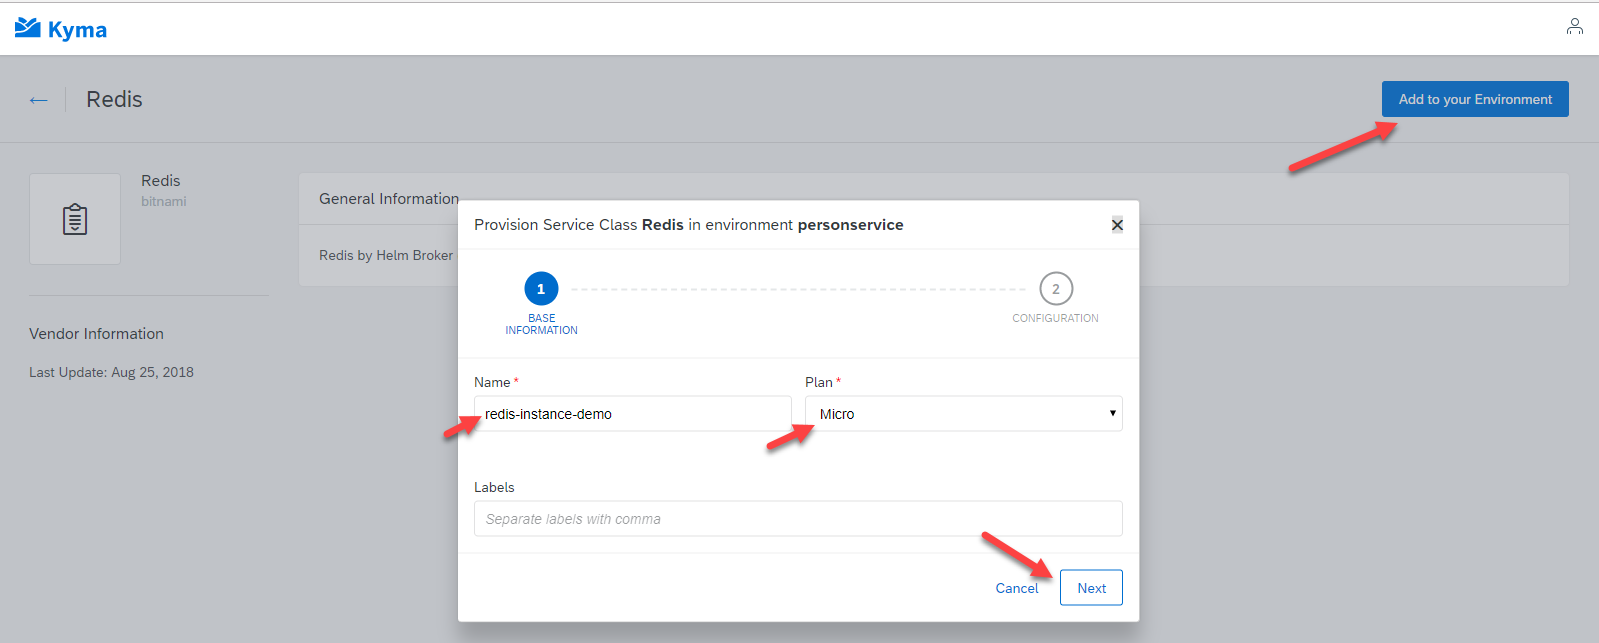 Kyma
Redis
Add to your Environment
Redis
bitnami
General Information
Redis by Helm Broker
Vendor Information
Last Update: Aug 25, 2018
Provision Service Class Redis in environment personservice
1
BASE
INFORMATION
2
CONFIGURATION
Name *
redis-instance-demo
Plan *
Micro
Labels
Separate labels with comma
Cancel
Next